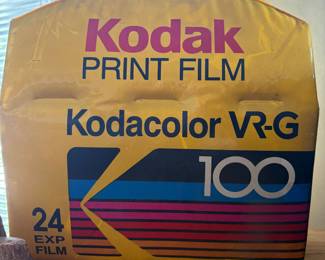 Kodak
PRINT FILM
Kodacolor VR-G
100
24
EXP
FILM